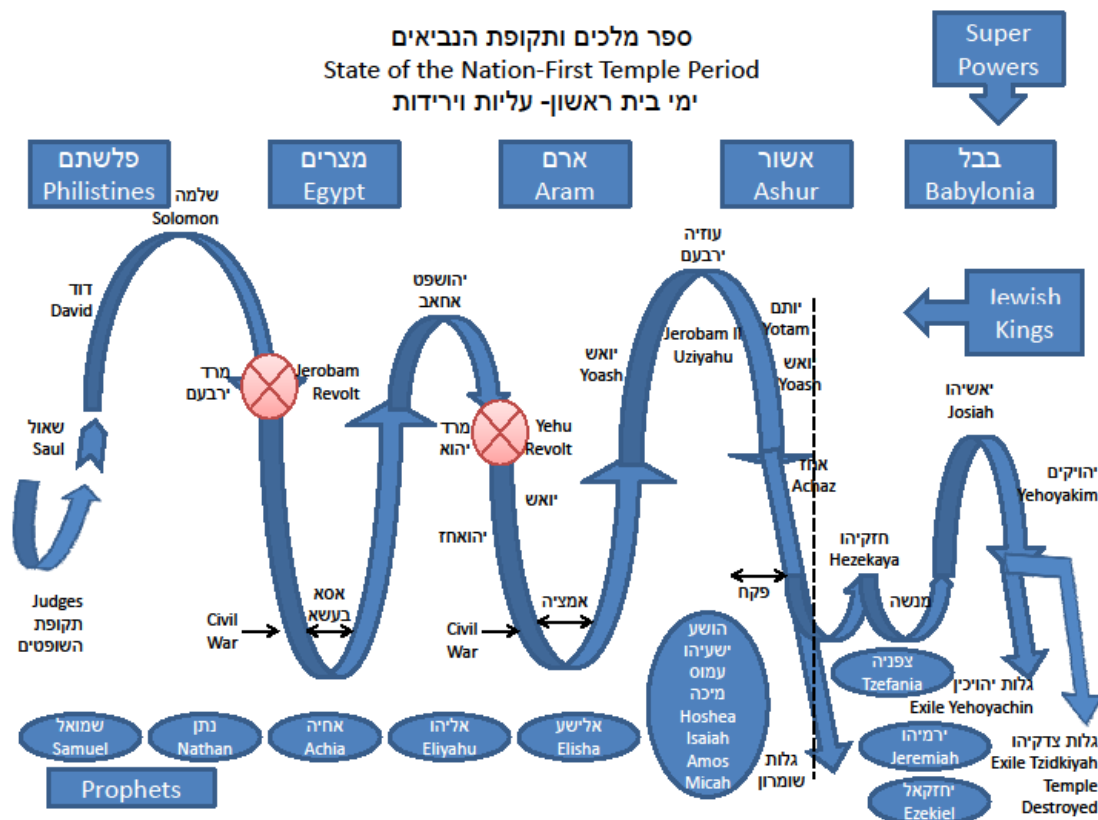 ספר מלכים ותקופת הנביאים
State of the Nation-First Temple Period
ימי בית ראשון- עליות וירידות
Super
Powers
פלשתם
Philistines
מצרים
Egypt
ארם
Aram
אשור
Ashur
בבל
Babylonia
שלמה
Solomon
דוד
David
שאול
Saul
Judges
תקופת
השופטים
מרד
ירבעם
Jerobam
Revolt
יהושפט
אחאב
מרד
יהוא
Yehu
Revolt
יואש
יהואחז
Civil
War
אסא
בעשא
Civil
War
אמציה
יואש
Yoash
עוזיה
ירבעם
Jerobam II
Uziyahu
יותם
Yotam
ואש
Yoash
אחז
Achaz
פקח
Jewish
Kings
חזקיהו
Hezekaya
מנשה
יאשיהו
Josiah
יהויקים
Yehoyakim
שמואל
Samuel
נתן
Nathan
אחיה
Achia
אליהו
Eliyahu
אלישע
Elisha
הושע
ישעיהו
עמוס
מיכה
Hoshea
Isaiah
Amos
Micah
גלות
שומרון
צפניה
Tzefania
ירמיהו
Jeremiah
יחזקאל
Ezekiel
גלות יהויכין
Exile Yehoyachin
גלות צדקיהו
Exile Tzidkiyah
Temple
Destroyed
Prophets